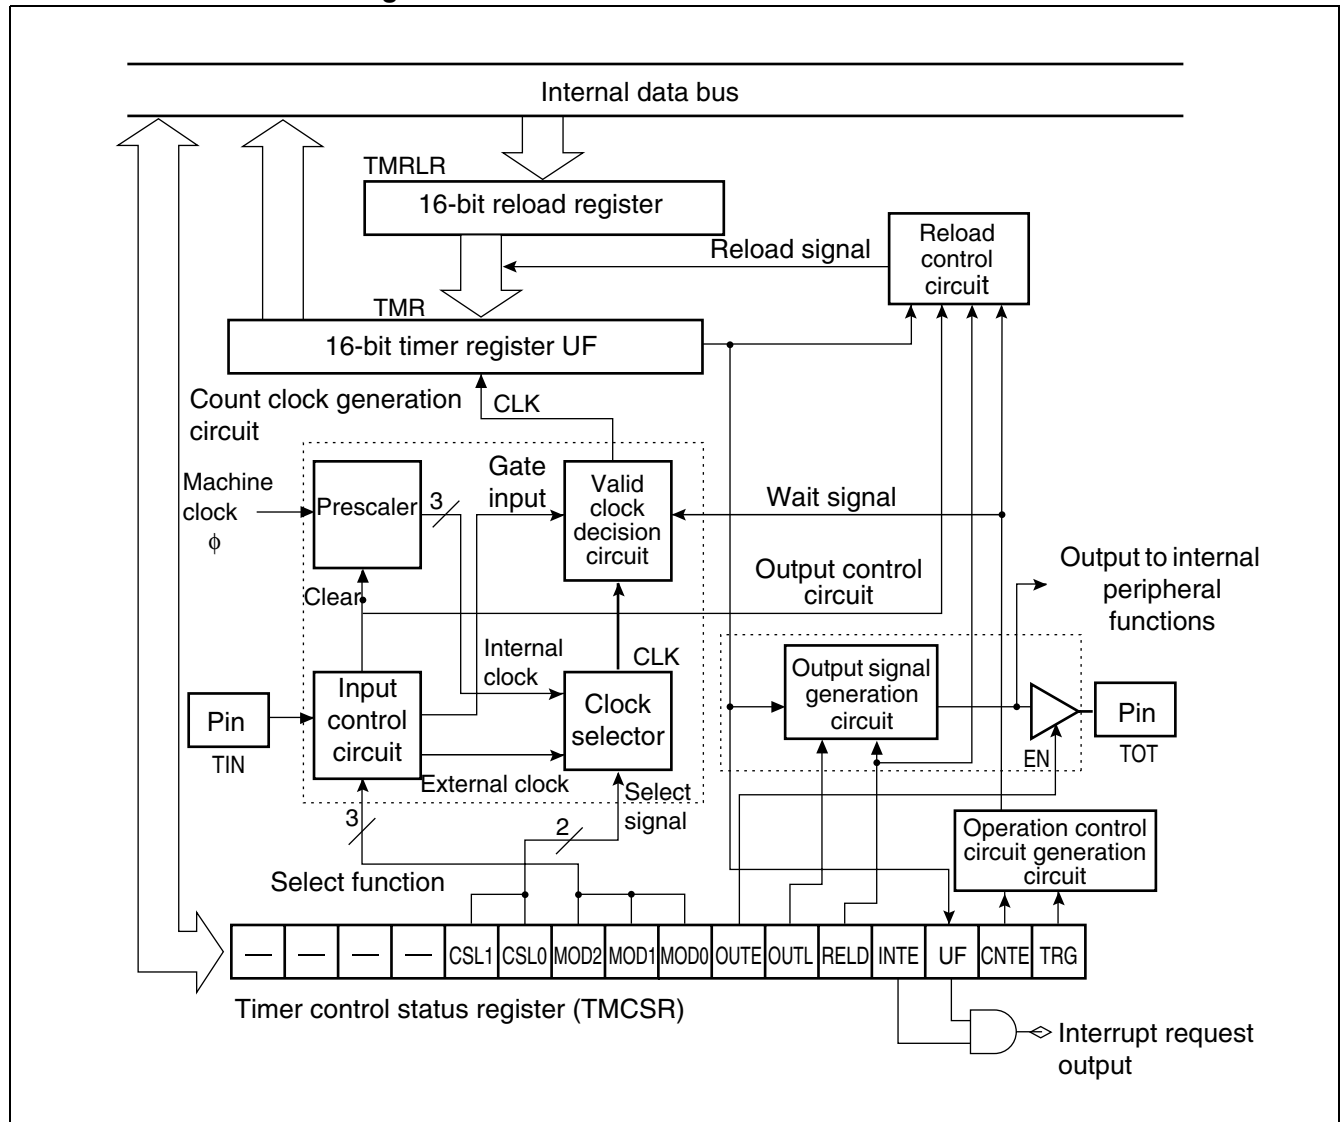 Internal data bus
TMRLR
16-bit reload register
Reload signal
Reload
control
circuit
TMR
16-bit timer register UF
Count clock generation
circuit
CLK
Machine
clock
ϕ
Prescaler
3
Gate
input
Valid
clock
decision
circuit
Wait signal
Clear
Output control
circuit
Output to internal
peripheral
functions
Internal
clock
CLK
Pin
TIN
Input
control
circuit
Clock
selector
External clock
Output signal
generation
circuit
EN
Pin
TOT
3
2
Select
signal
Select function
Operation control
circuit generation
circuit
— — — — CSL1 CSL0 MOD2 MOD1 MOD0 OUTE OUTL RELD INTE UF CNTE TRG
Timer control status register (TMCSR)
Interrupt request
output